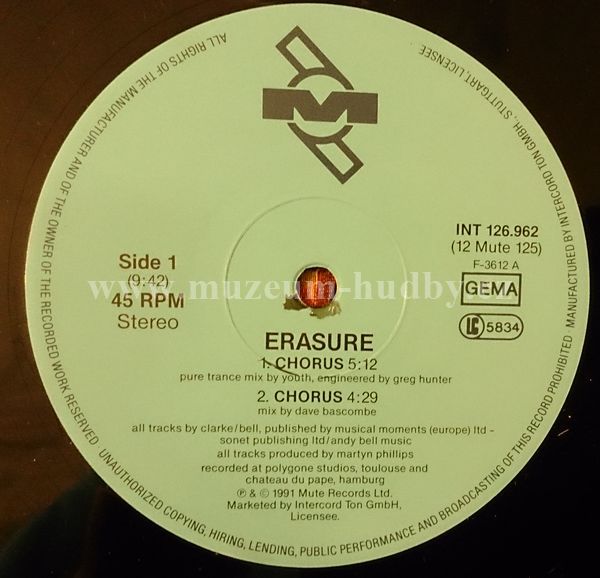 ALL RIGHTS OF THE MANUFACTURER AND OF THE OWNER OF THE RECORDED WORK RESERVED · UNAUTHORIZED COPYING, HIRING, LENDING, PUBLIC PERFORMANCE AND BROADCASTING OF THIS RECORD PROHIBITED · MANUFACTURED BY INTERCORD TON GMBH, STUTTGART, LICENSEE.
M
Side 1
(9:42)
45 RPM
Stereo
INT 126.962
(12 Mute 125)
F-3612 A
GEMA
LC 5834
www.muzeum-hudby.cz
ERASURE
1. CHORUS 5:12
pure trance mix by youth, engineered by greg hunter
2. CHORUS 4:29
mix by dave bascombe
all tracks by clarke/bell, published by musical moments (europe) ltd –
sonet publishing ltd/andy bell music
all tracks produced by martyn phillips
recorded at polygone studios, toulouse and
chateau du pape, hamburg
℗ & © 1991 Mute Records Ltd.
Marketed by Intercord Ton GmbH,
Licensee.